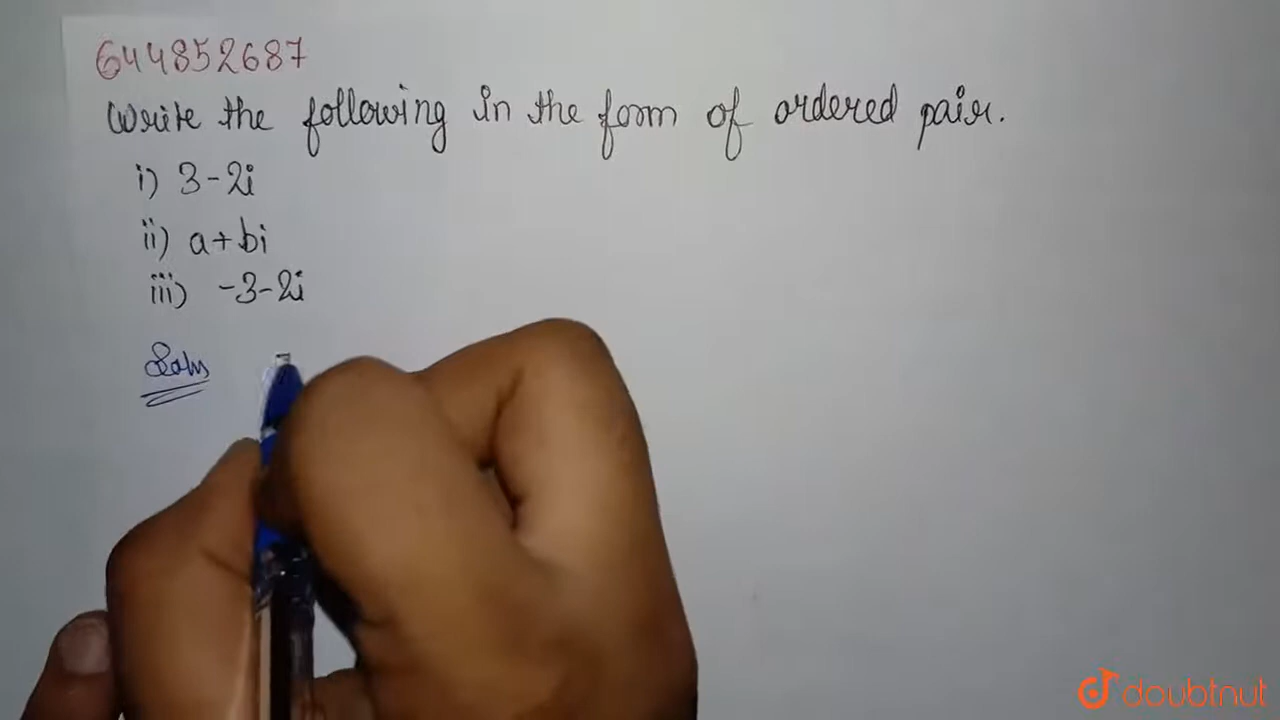 644852687
Write the following in the form of ordered pair.
i) 3-2i
ii) a+bi
iii) -3-2i
Soln
doubtnut